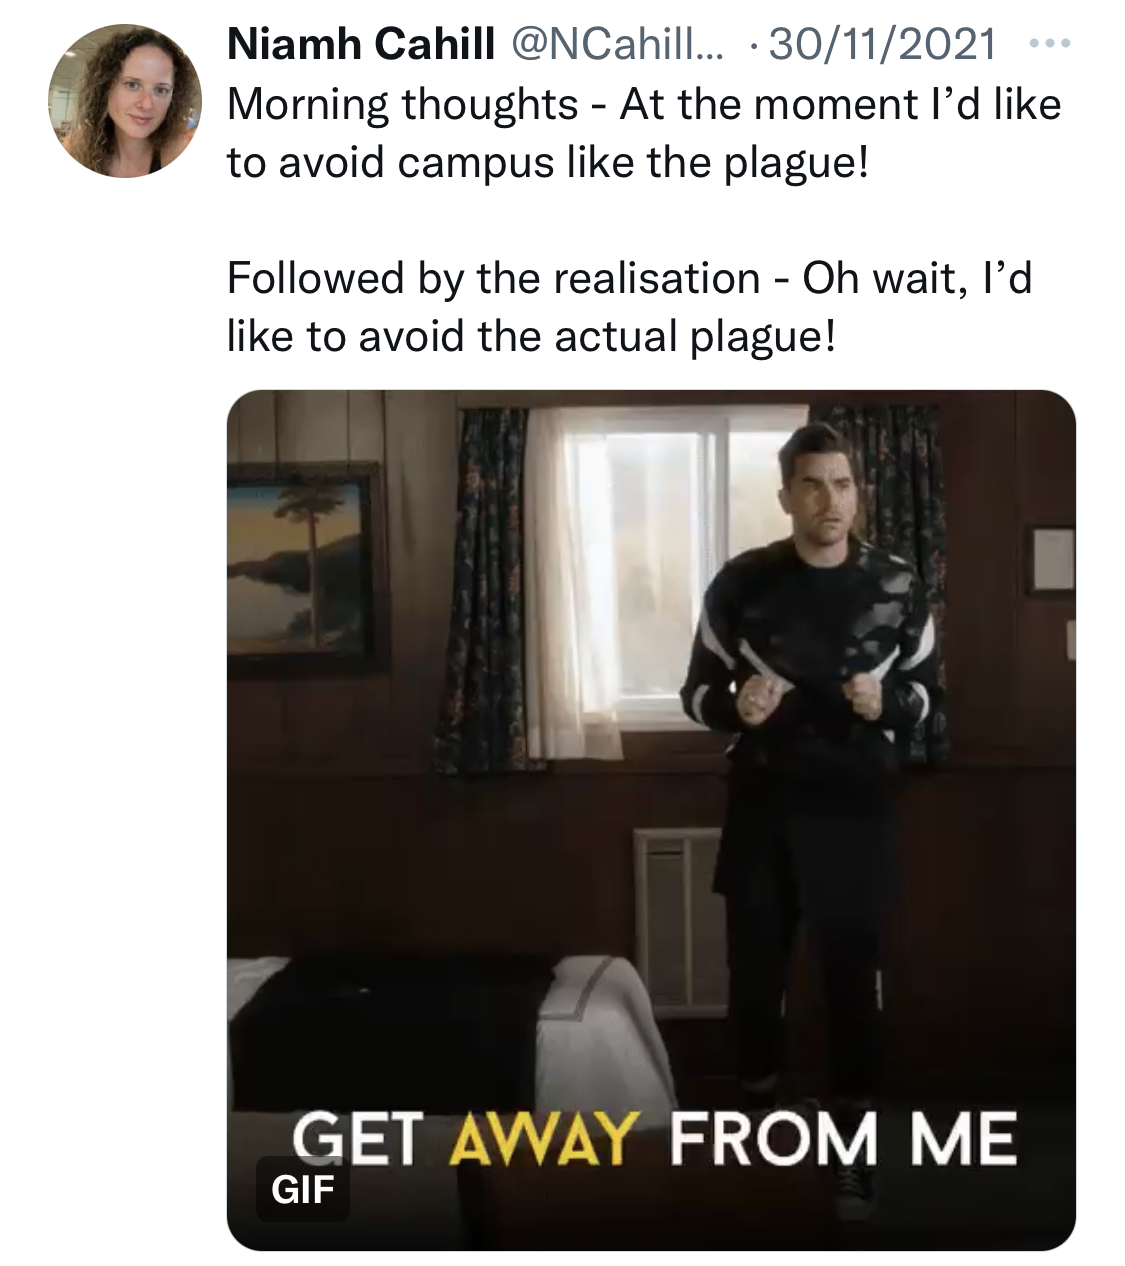 Niamh Cahill @NCahill... · 30/11/2021 ...
Morning thoughts - At the moment I’d like
to avoid campus like the plague!
Followed by the realisation - Oh wait, I’d
like to avoid the actual plague!
GET AWAY FROM ME
GIF